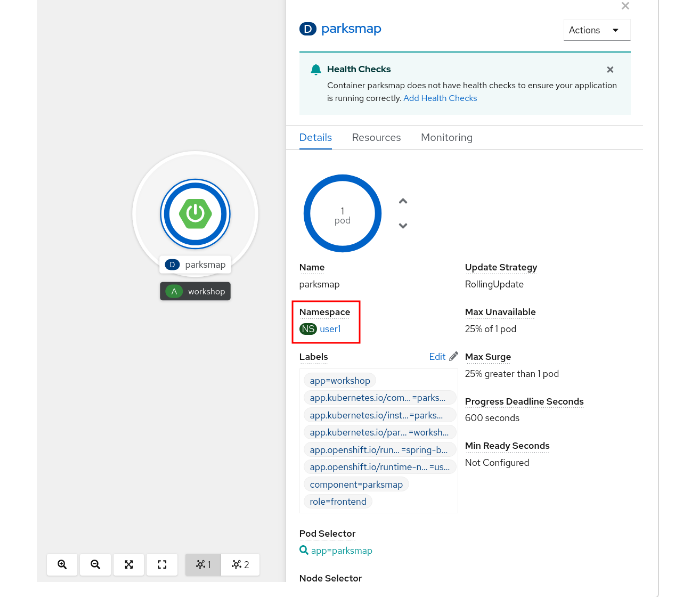 D parksmap
Actions
Health Checks
Container parksmap does not have health checks to ensure your application
is running correctly. Add Health Checks
Details Resources Monitoring
1
pod
D parksmap
A workshop
Name
parksmap
Update Strategy
RollingUpdate
Namespace
NS user1
Max Unavailable
25% of 1 pod
Labels Edit
Max Surge
25% greater than 1 pod
app=workshop
app.kubernetes.io/com... =parks...
app.kubernetes.io/inst...=parks...
app.kubernetes.io/par... =worksh...
app.openshift.io/run... =spring-b...
app.openshift.io/runtime-n... =us...
component=parksmap
role=frontend
Progress Deadline Seconds
600 seconds
Min Ready Seconds
Not Configured
Pod Selector
app=parksmap
Node Selector
1 2